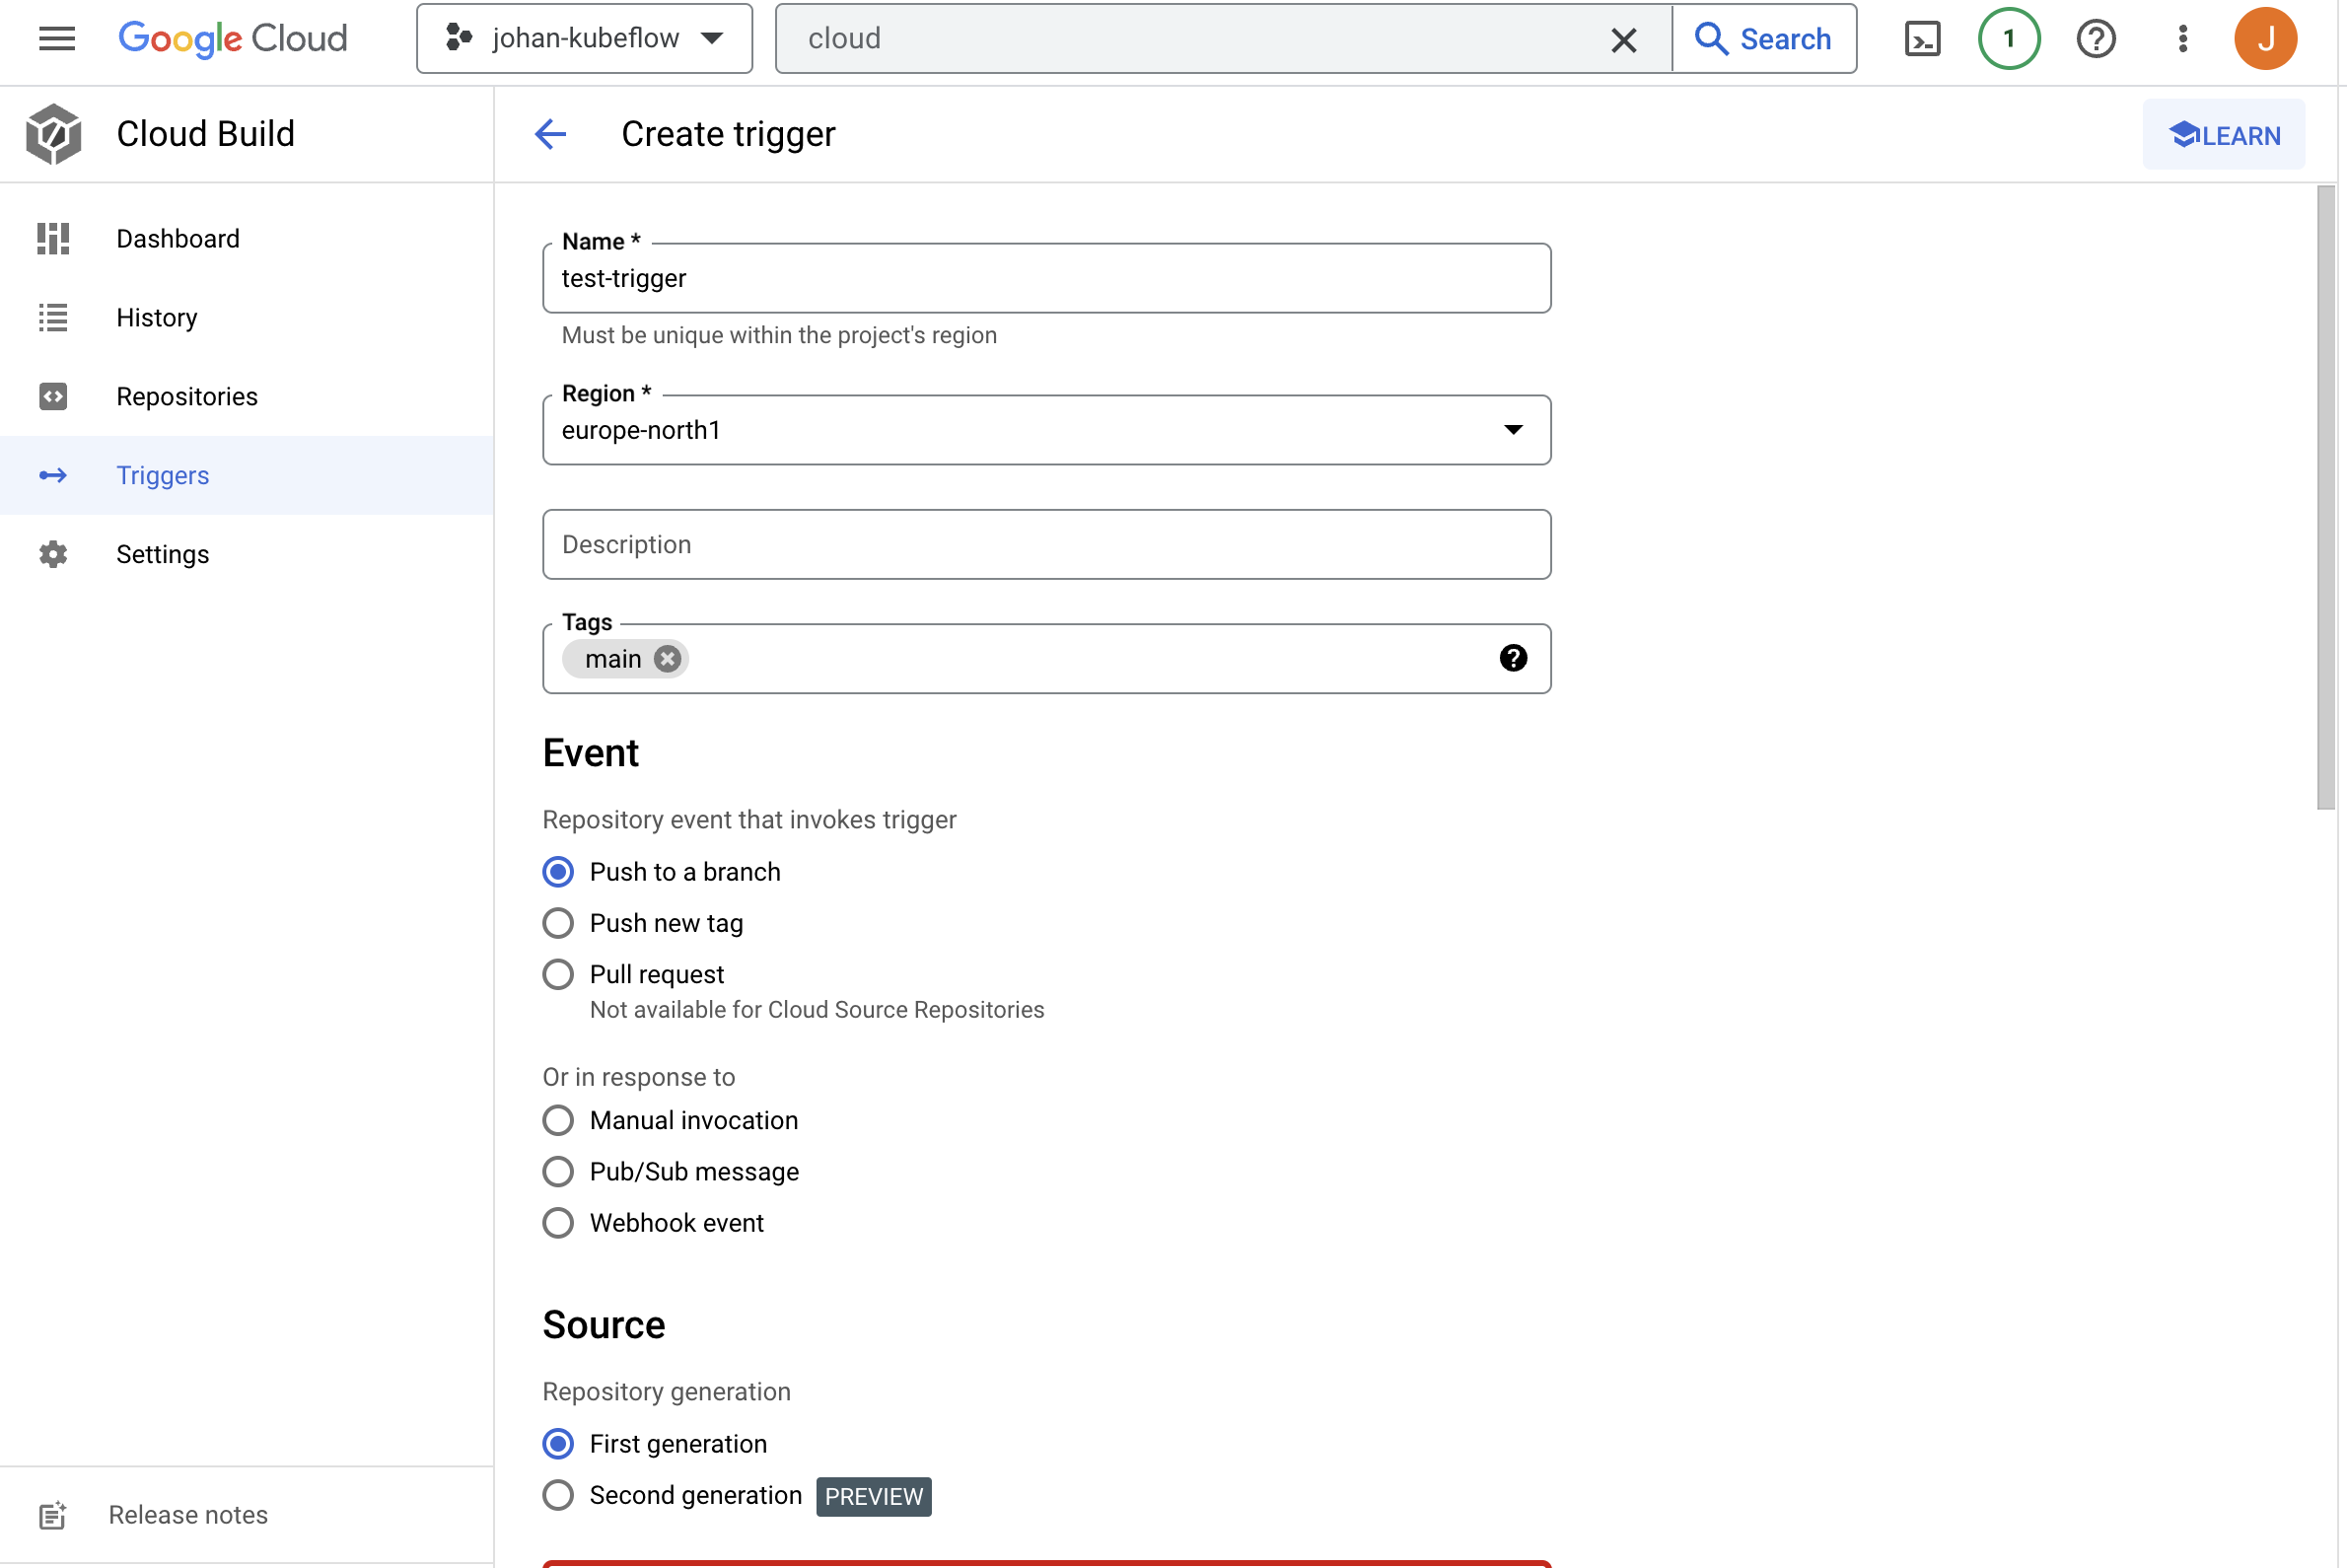 Google Cloud
johan-kubeflow
cloud
Search
1
J
Cloud Build
Create trigger
LEARN
Dashboard
History
Repositories
Triggers
Settings
Release notes
Name *
test-trigger
Must be unique within the project's region
Region *
europe-north1
Description
Tags
main
Event
Repository event that invokes trigger
Push to a branch
Push new tag
Pull request
Not available for Cloud Source Repositories
Or in response to
Manual invocation
Pub/Sub message
Webhook event
Source
Repository generation
First generation
Second generation PREVIEW